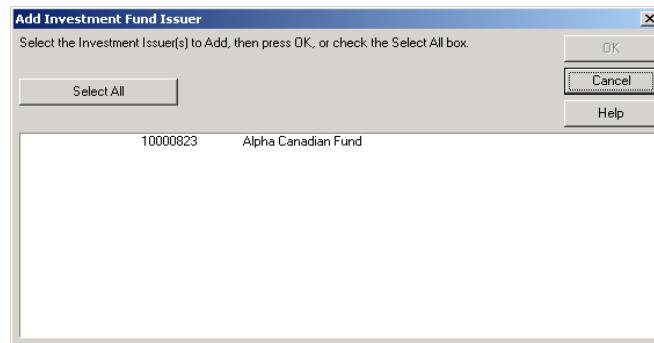 Add Investment Fund Issuer
Select the Investment Issuer(s) to Add, then press OK, or check the Select All box.
OK
Cancel
Select All
Help
10000823 Alpha Canadian Fund